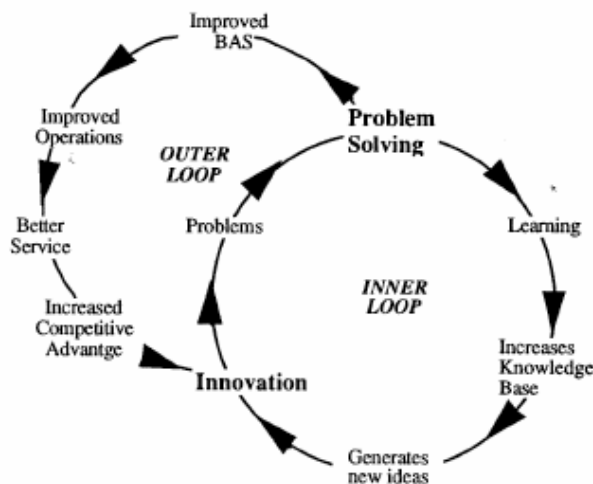 Improved
BAS
Improved
Operations
Problem
Solving
OUTER
LOOP
Better
Service
Problems
Learning
INNER
LOOP
Increased
Competitive
Advantge
Innovation
Increases
Knowledge
Base
Generates
new ideas